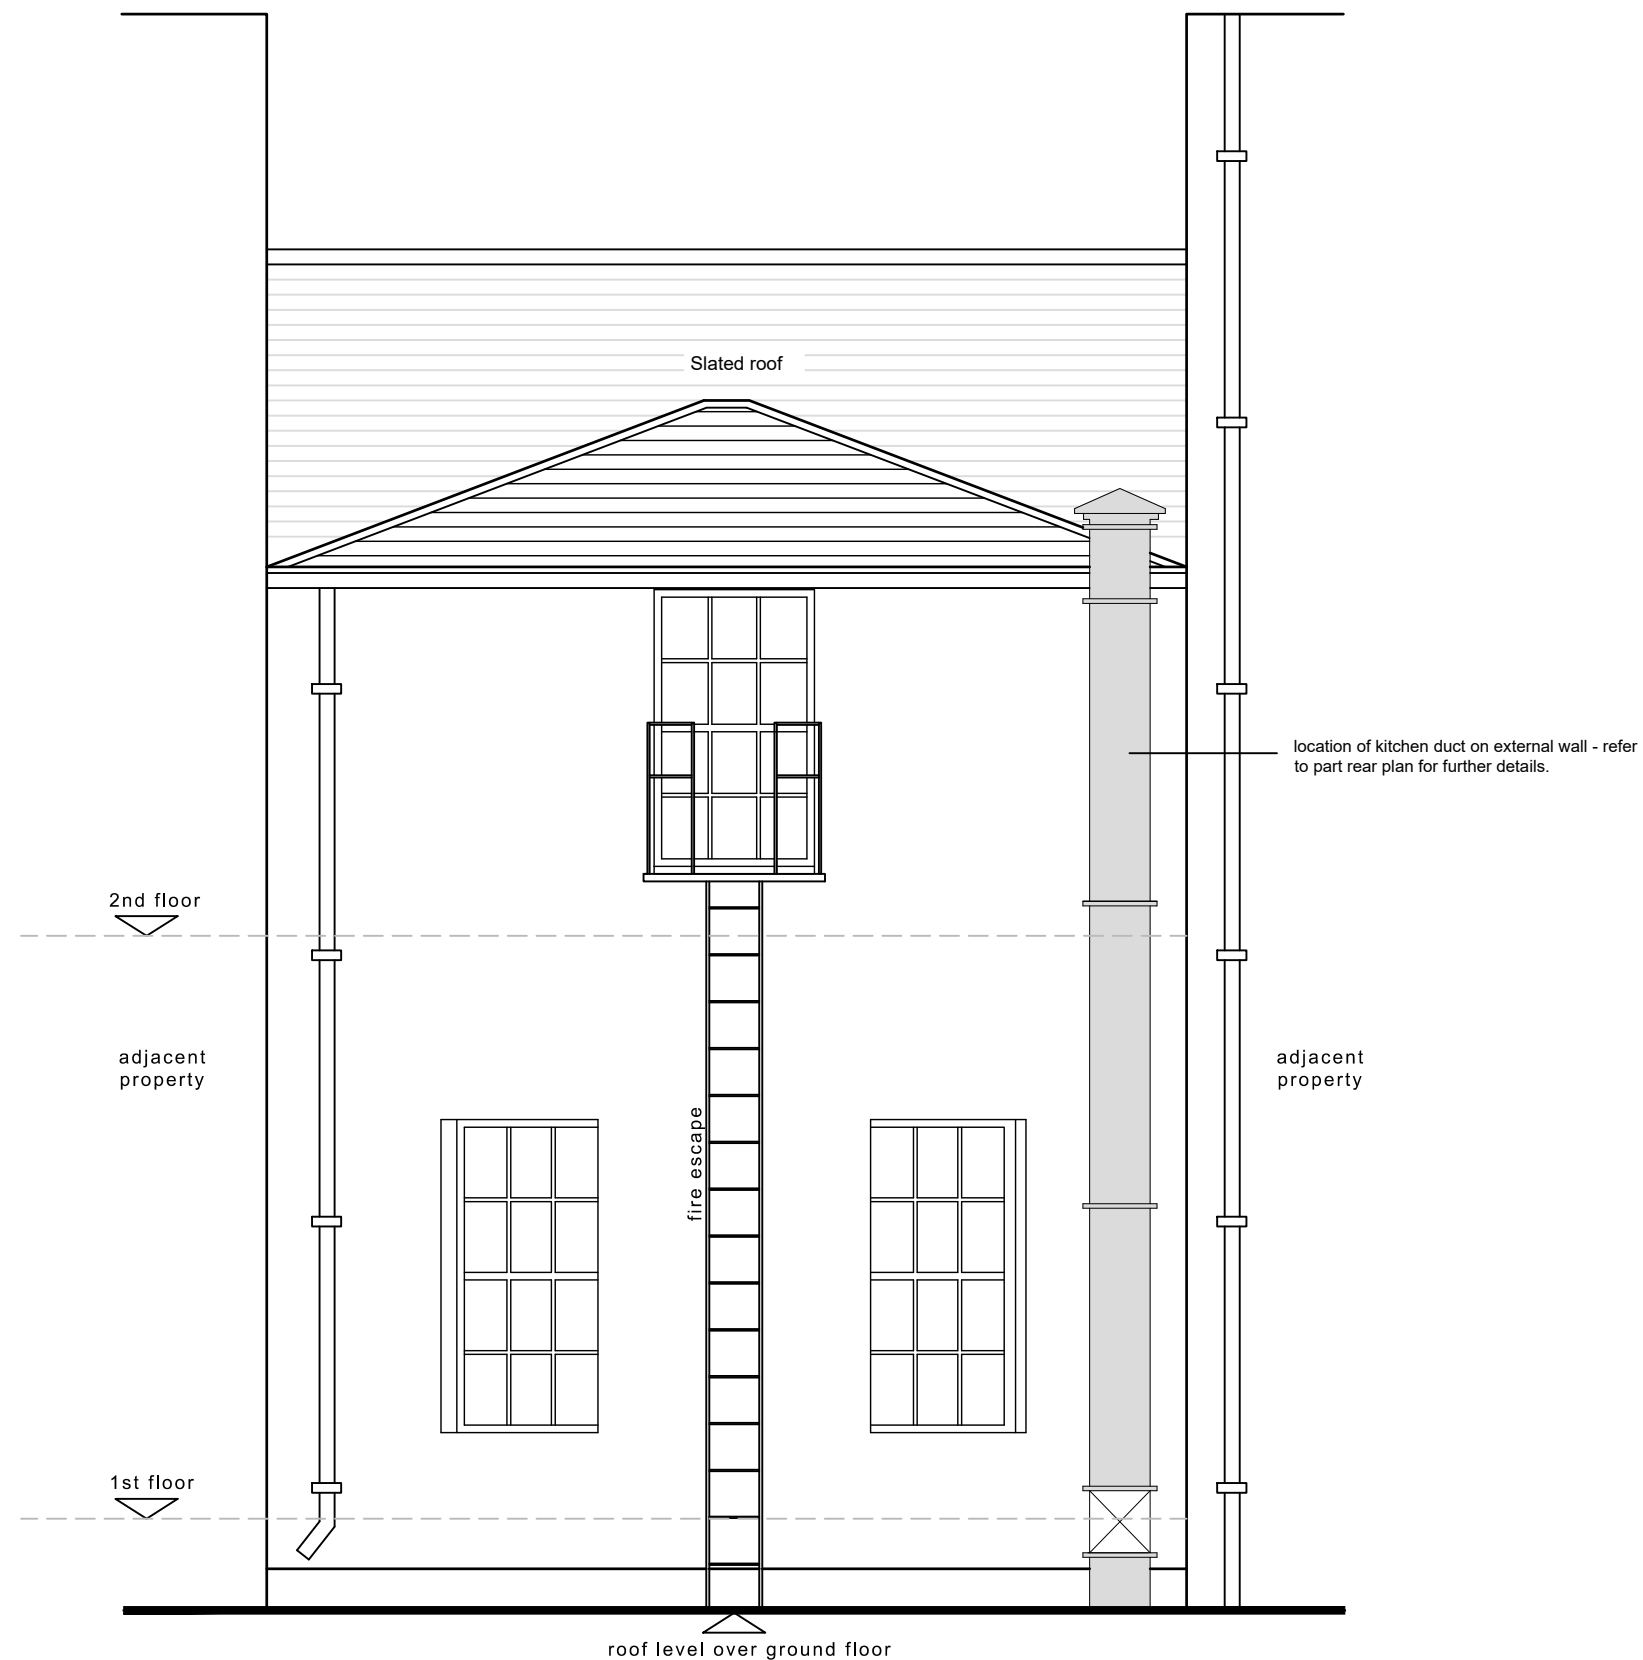 Slated roof
location of kitchen duct on external wall - refer
to part rear plan for further details.
2nd floor
adjacent
property
adjacent
property
fire escape
1st floor
roof level over ground floor